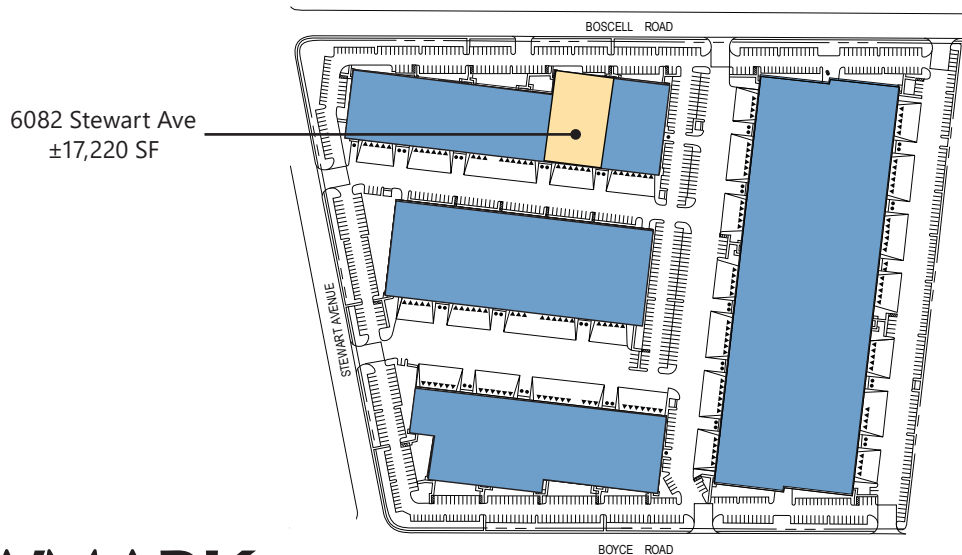 BOSCELL ROAD
6082 Stewart Ave
±17,220 SF
STEWART AVENUE
BOYCE ROAD